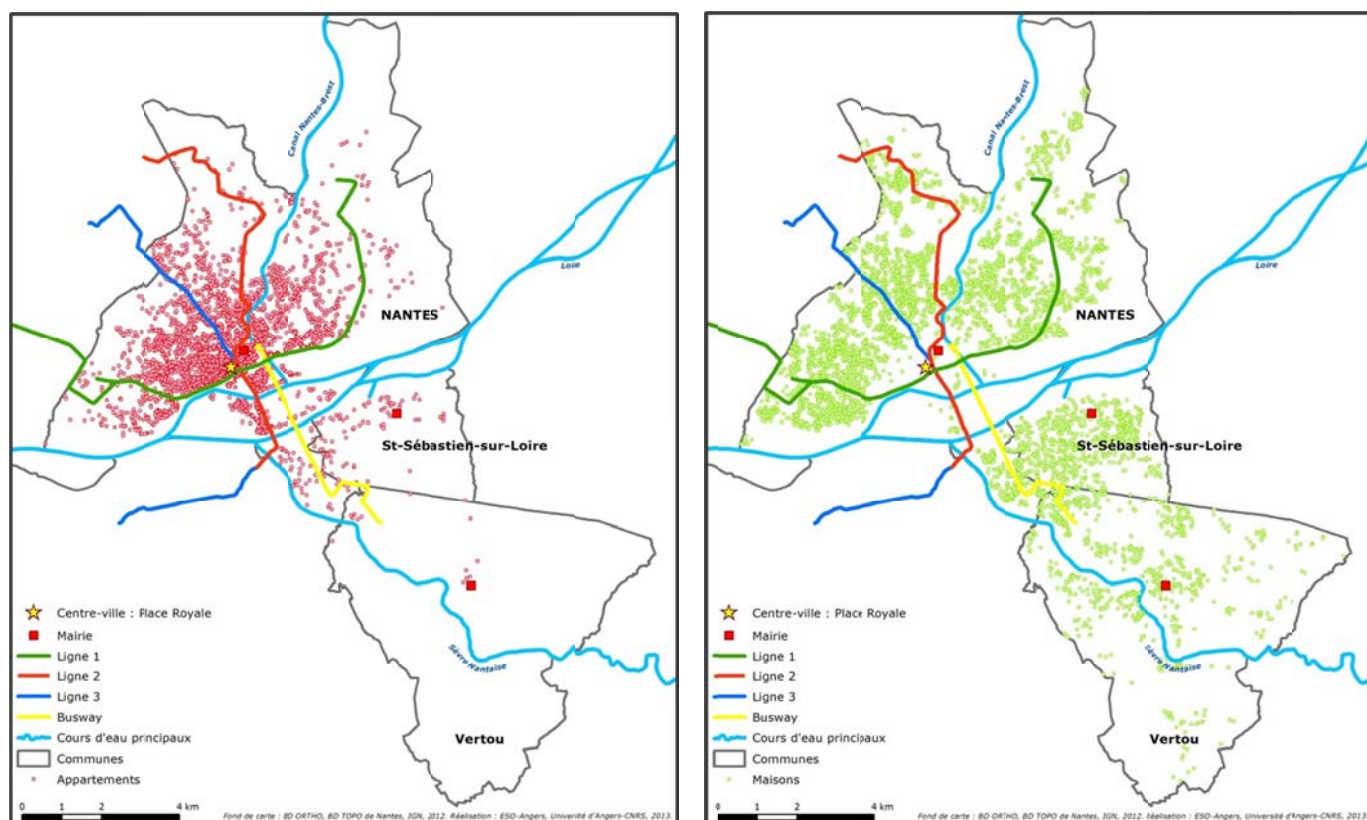 Canal Nantes-Brest
Loire
NANTES
St-Sébastien-sur-Loire
Centre-ville : Place Royale
Mairie
Ligne 1
Ligne 2
Ligne 3
Busway
Cours d'eau principaux
Communes
Appartements
Sèvre Nantaise
Vertou
0 1 2 4 km
Fond de carte : BD ORTHO, BD TOPO de Nantes, IGN, 2012. Réalisation : ESO-Angers, Univerité d'Angers-CNRS, 2013.
Canal Nantes-Brest
Loire
NANTES
St-Sébastien-sur-Loire
Centre-ville : Place Royale
Mairie
Ligne 1
Ligne 2
Ligne 3
Busway
Cours d'eau principaux
Communes
Maisons
Sèvre Nantaise
Vertou
0 1 2 4 km
Fond de carte : BD ORTHO, BD TOPO de Nantes, IGN, 2012. Réalisation : ESO-Angers, Univerité d'Angers-CNRS, 2013.